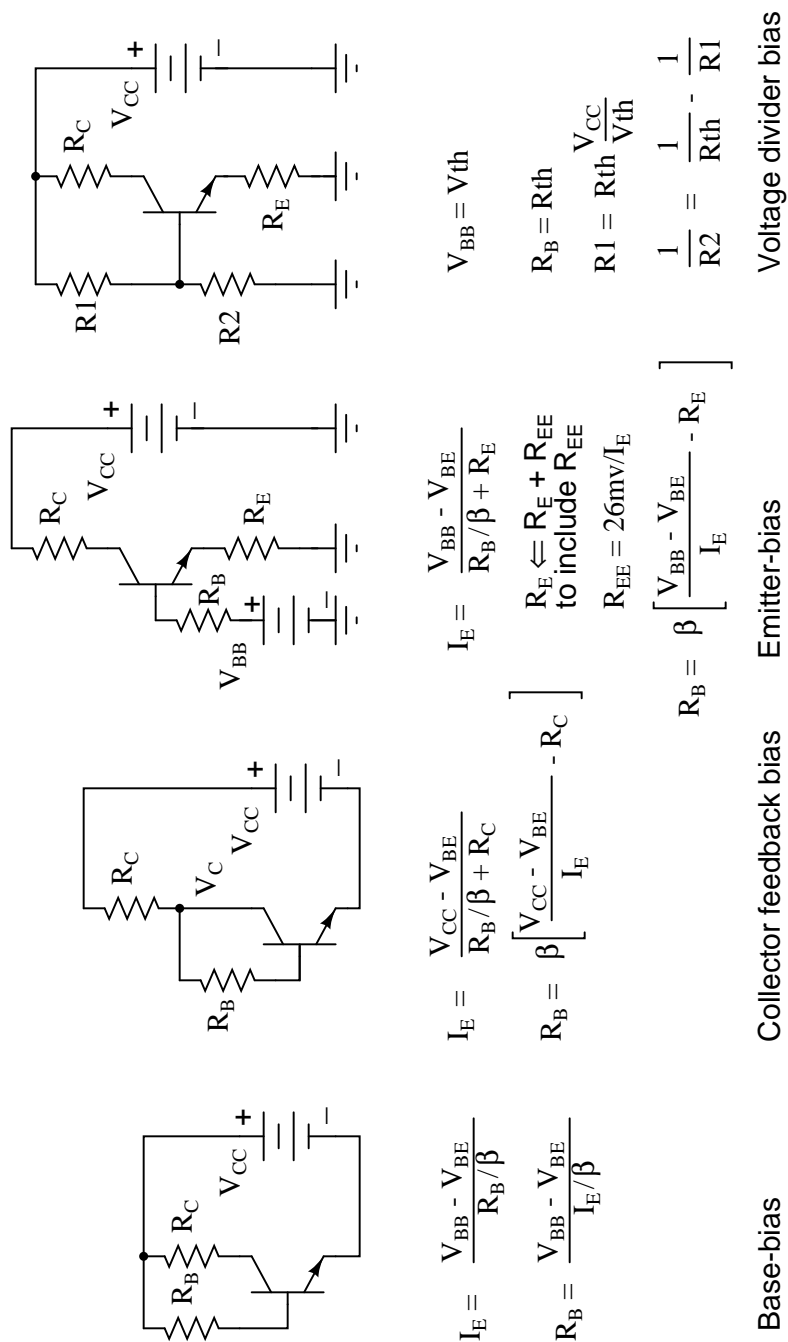 R_B
R_C
V_CC
+
–
I_E = (V_BB - V_BE) / (R_B/β)
R_B = (V_BB - V_BE) / (I_E/β)
Base-bias
R_B
R_C
V_C
V_CC
+
–
I_E = (V_CC - V_BE) / (R_B/β + R_C)
R_B = β [ (V_CC - V_BE) / I_E - R_C ]
Collector feedback bias
V_BB
+
–
R_B
R_C
R_E
V_CC
+
–
I_E = (V_BB - V_BE) / (R_B/β + R_E)
R_E ⇐ R_E + R_EE
to include R_EE
R_EE = 26mv/I_E
R_B = β [ (V_BB - V_BE) / I_E - R_E ]
Emitter-bias
R1
R2
R_C
R_E
V_CC
+
–
V_BB = Vth
R_B = Rth
R1 = Rth V_CC / Vth
1 / R2 = 1 / Rth - 1 / R1
Voltage divider bias